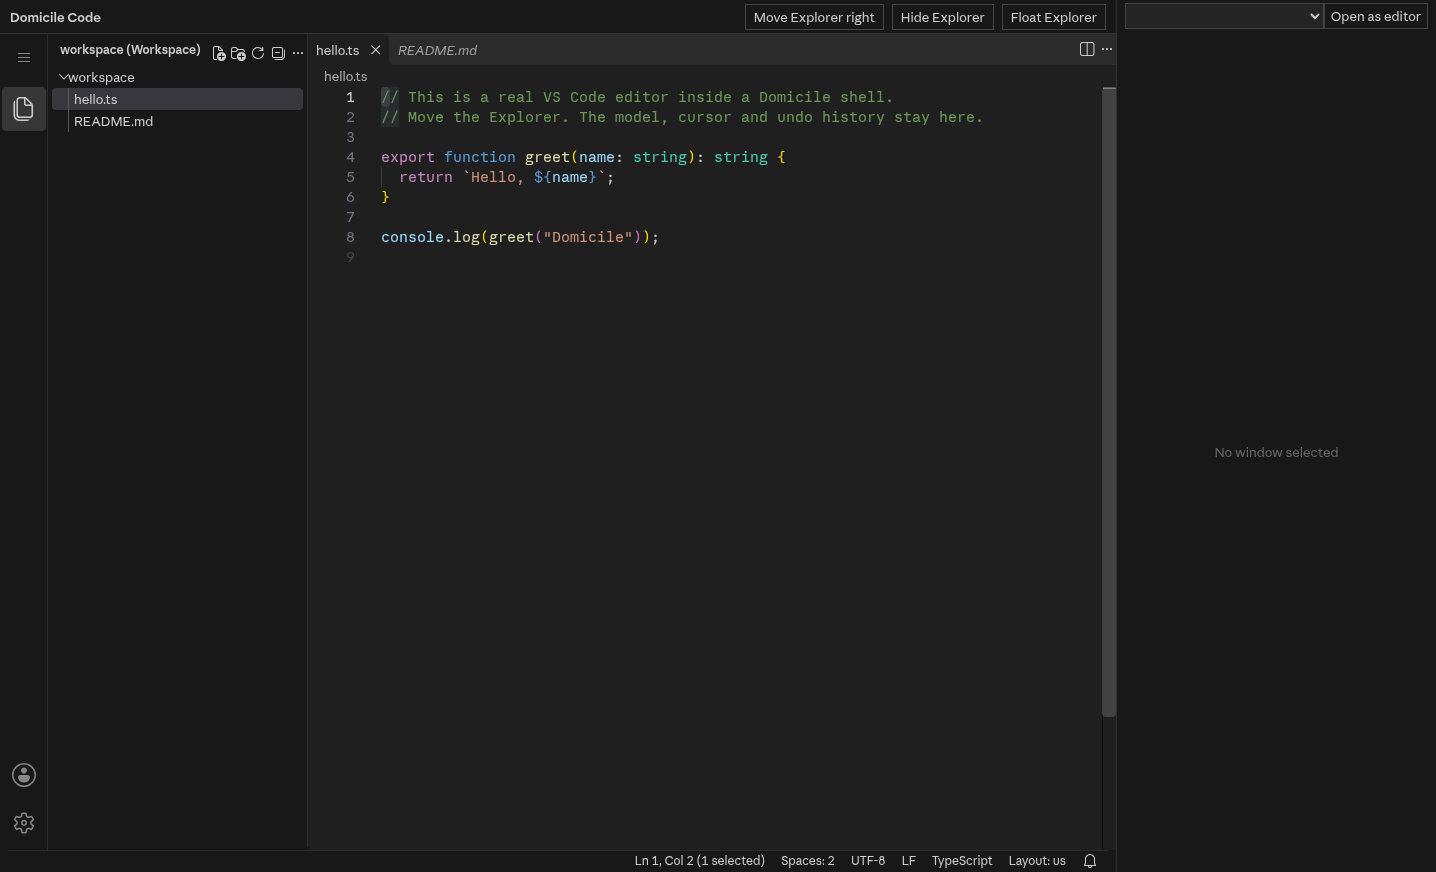 Domicile Code
Move Explorer right
Hide Explorer
Float Explorer
Open as editor
workspace (Workspace)
workspace
hello.ts
README.md
hello.ts
README.md
hello.ts
1 // This is a real VS Code editor inside a Domicile shell.
2 // Move the Explorer. The model, cursor and undo history stay here.
3
4 export function greet(name: string): string {
5   return `Hello, ${name}`;
6 }
7
8 console.log(greet("Domicile"));
9
No window selected
Ln 1, Col 2 (1 selected)
Spaces: 2
UTF-8
LF
TypeScript
Layout: us